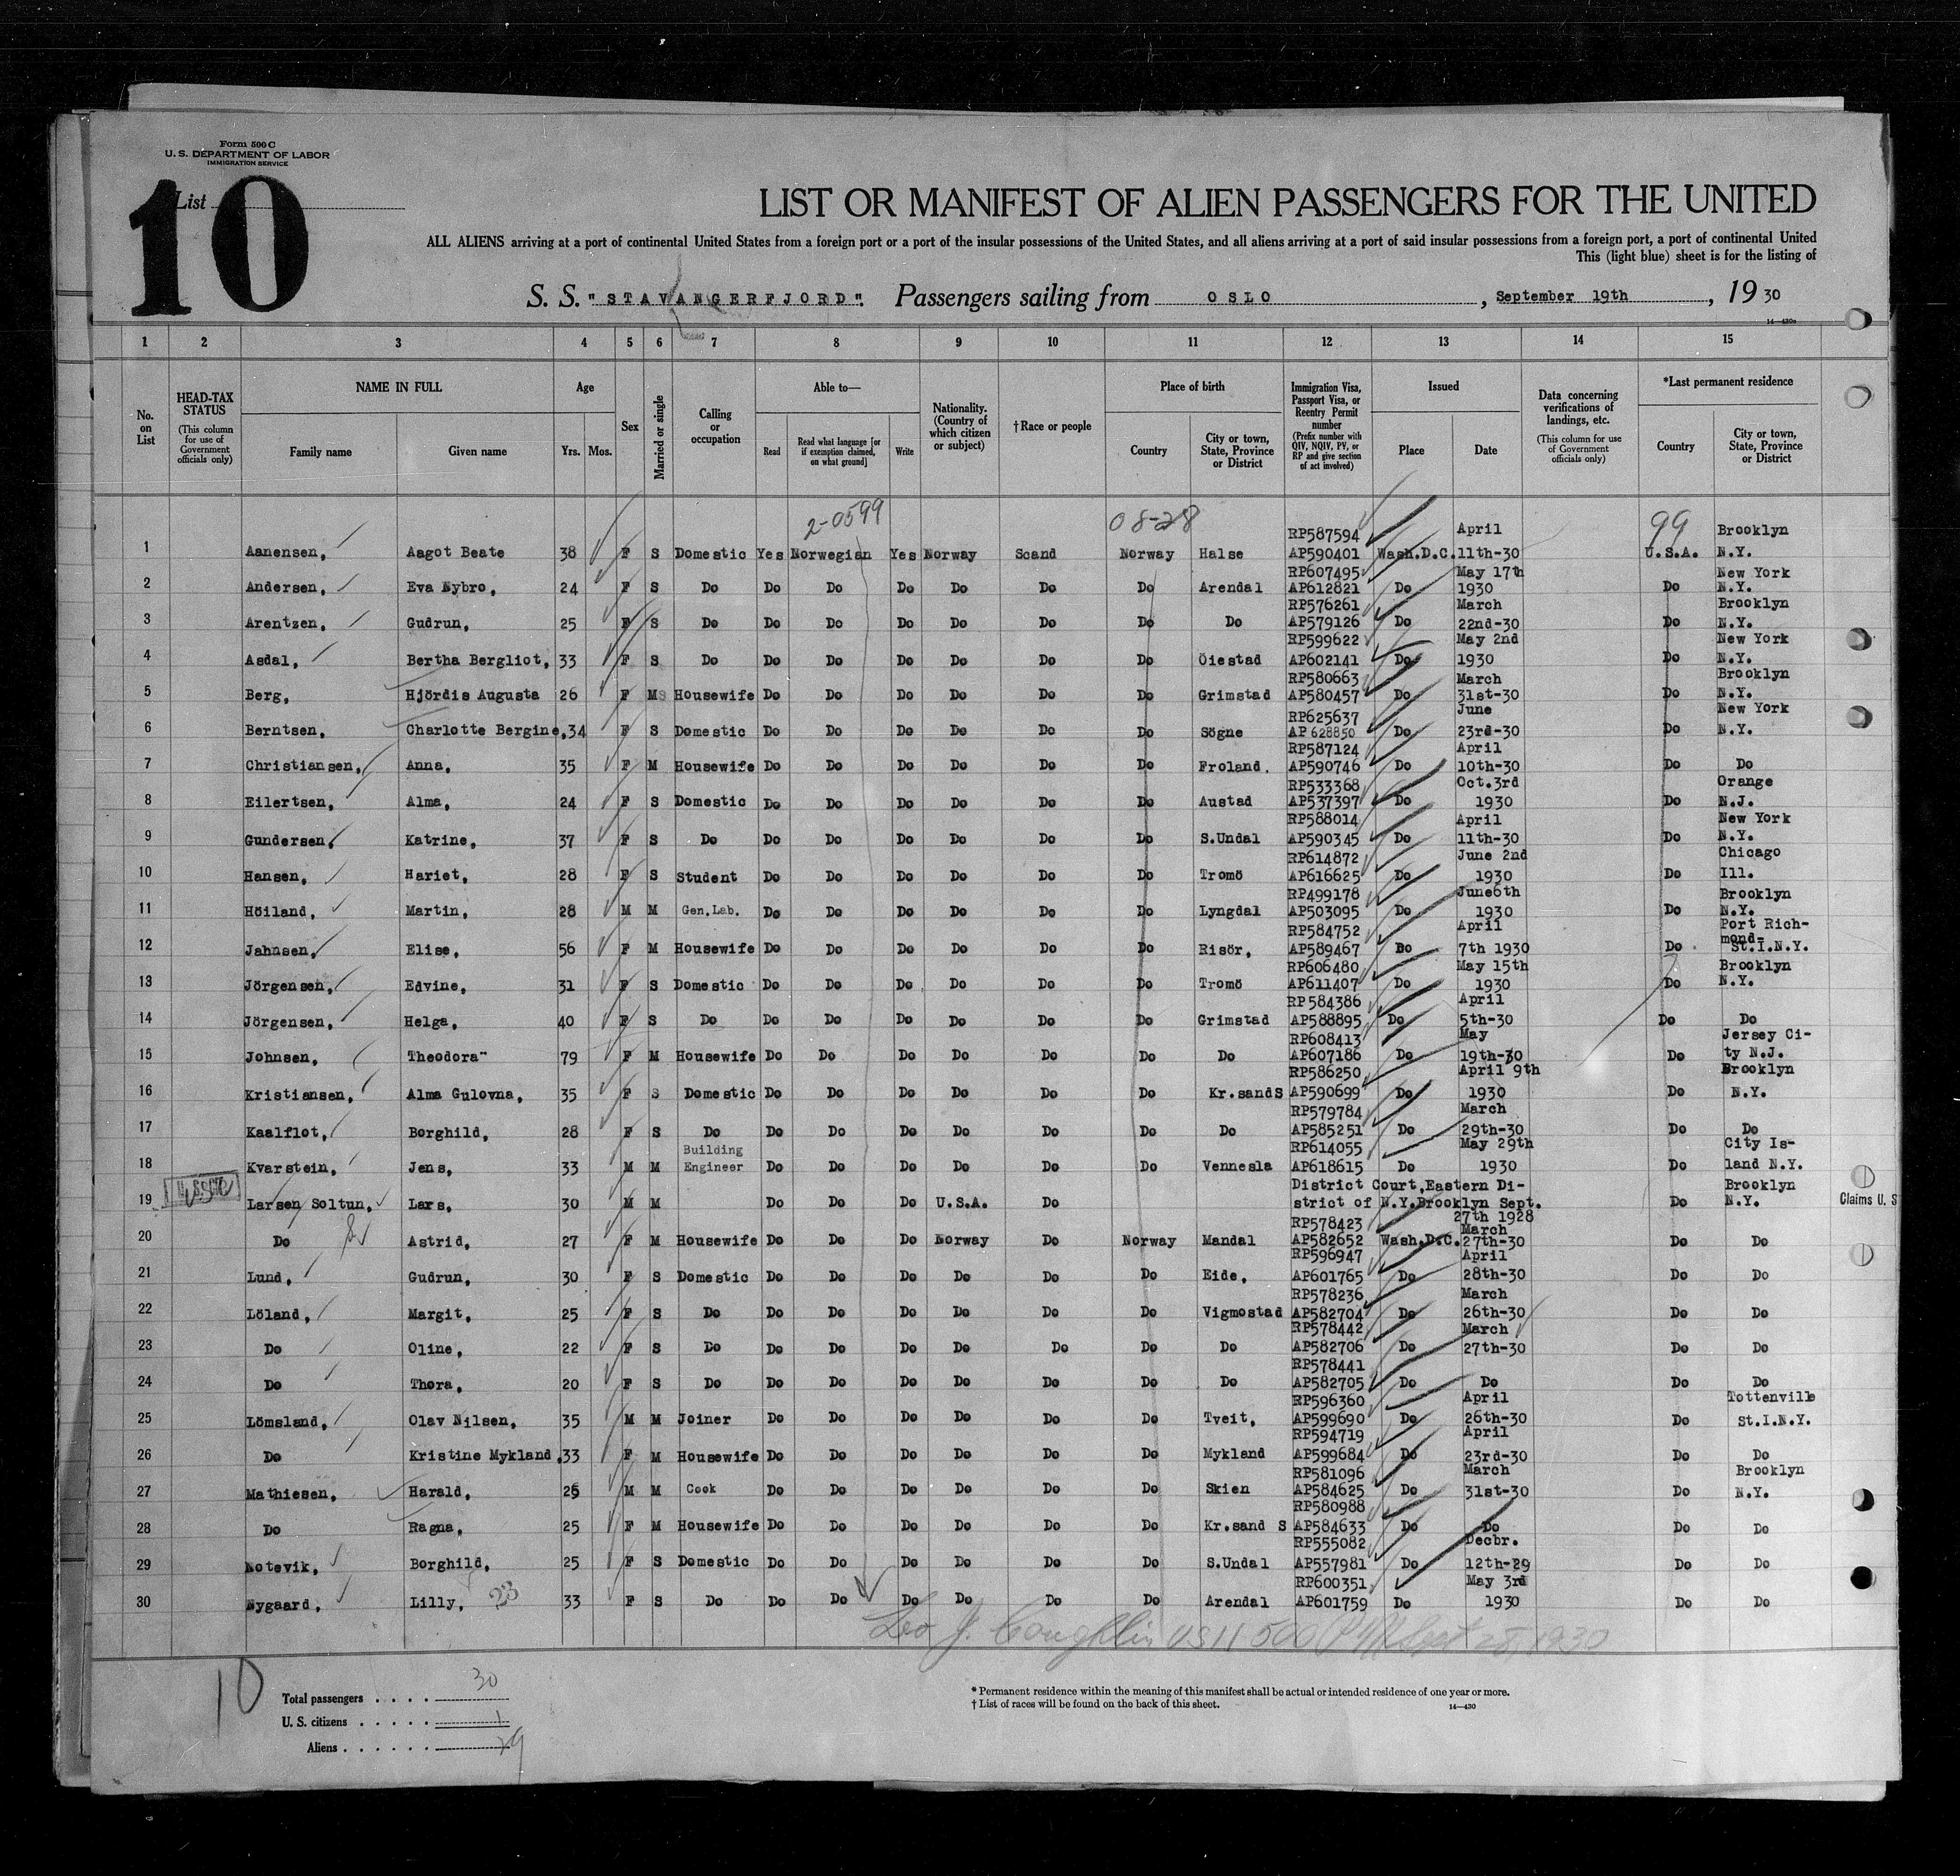 Form 500 C
U. S. DEPARTMENT OF LABOR
IMMIGRATION SERVICE
List
10
LIST OR MANIFEST OF ALIEN PASSENGERS FOR THE UNITED
ALL ALIENS arriving at a port of continental United States from a foreign port or a port of the insular possessions of the United States, and all aliens arriving at a port of said insular possessions from a foreign port, a port of continental United
This (light blue) sheet is for the listing of
S. S. "STAVANGERFJORD". Passengers sailing from OSLO, September 19th, 1930
14—430a
1 2 3 4 5 6 7 8 9 10 11 12 13 14 15
No. on List
HEAD-TAX STATUS (This column for use of Government officials only)
NAME IN FULL Family name Given name
Age Yrs. Mos.
Sex
Married or single
Calling or occupation
Able to— Read Read what language [or if exemption claimed, on what ground] Write
Nationality. (Country of which citizen or subject)
†Race or people
Place of birth Country City or town, State, Province or District
Immigration Visa, Passport Visa, or Reentry Permit number (Prefix number with QIV, NQIV, PV, or RP and give section of act involved)
Issued Place Date
Data concerning verifications of landings, etc. (This column for use of Government officials only)
*Last permanent residence Country City or town, State, Province or District
2-0599 08-28 99
RP587594 April Brooklyn
1 Aanensen, Aagot Beate 38 F S Domestic Yes Norwegian Yes Norway Scand Norway Halse AP590401 Wash.D.C. 11th-30 U.S.A. N.Y.
RP607495 May 17th New York
2 Andersen, Eva Nybro, 24 F S Do Do Do Do Do Do Do Arendal AP612821 Do 1930 Do N.Y.
RP576261 March Brooklyn
3 Arentzen, Gudrun, 25 F S Do Do Do Do Do Do Do Do AP579126 Do 22nd-30 Do N.Y.
RP599622 May 2nd New York
4 Asdal, Bertha Bergliot, 33 F S Do Do Do Do Do Do Do Öiestad AP602141 Do 1930 Do N.Y.
RP580663 March Brooklyn
5 Berg, Hjördis Augusta 26 F MS Housewife Do Do Do Do Do Do Grimstad AP580457 Do 31st-30 Do N.Y.
RP625637 June New York
6 Berntsen, Charlotte Bergine, 34 F S Domestic Do Do Do Do Do Do Sögne AP 628850 Do 23rd-30 Do N.Y.
RP587124 April
7 Christiansen, Anna, 35 F M Housewife Do Do Do Do Do Do Froland. AP590746 Do 10th-30 Do Do
RP533368 Oct.3rd Orange
8 Eilertsen, Alma, 24 F S Domestic Do Do Do Do Do Do Austad AP537397 Do 1930 Do N.J.
RP588014 April New York
9 Gundersen, Katrine, 37 F S Do Do Do Do Do Do Do S.Undal AP590345 Do 11th-30 Do N.Y.
RP614872 June 2nd Chicago
10 Hansen, Hariet, 28 F S Student Do Do Do Do Do Do Tromö AP616625 Do 1930 Do Ill.
RP499178 June6th Brooklyn
11 Höiland, Martin, 28 M M Gen.Lab. Do Do Do Do Do Do Lyngdal AP503095 Do 1930 Do N.Y.
RP584752 April Port Rich-
mond-
12 Jahnsen, Elise, 56 F M Housewife Do Do Do Do Do Do Risör, AP589467 Do 7th 1930 Do St.I.N.Y.
RP606480 May 15th Brooklyn
13 Jörgensen, Edvine, 31 F S Domestic Do Do Do Do Do Do Tromö AP611407 Do 1930 Do N.Y.
RP584386 April
14 Jörgensen, Helga, 40 F S Do Do Do Do Do Do Do Grimstad AP588895 Do 5th-30 Do Do
RP608413 May Jersey Ci-
15 Johnsen, Theodora 79 F M Housewife Do Do Do Do Do Do Do AP607186 Do 19th-30 Do ty N.J.
RP586250 April 9th Brooklyn
16 Kristiansen, Alma Gulovna, 35 F S Domestic Do Do Do Do Do Do Kr.sandS AP590699 Do 1930 Do N.Y.
RP579784 March
17 Kaalflot, Borghild, 28 F S Do Do Do Do Do Do Do Do AP585251 Do 29th-30 Do Do
Building RP614055 May 29th City Is-
18 Kvarstein, Jens, 33 M M Engineer Do Do Do Do Do Do Vennesla AP618615 Do 1930 Do land N.Y.
District Court,Eastern Di- Brooklyn
19 Larsen Soltun, Lars, 30 M M Do Do Do U.S.A. Do strict of N.Y.Brooklyn Sept. Do N.Y. Claims U. S
27th 1928
RP578423 March
20 Do Astrid, 27 F M Housewife Do Do Do Norway Do Norway Mandal AP582652 Wash.D.C. 27th-30 Do Do
RP596947 April
21 Lund, Gudrun, 30 F S Domestic Do Do Do Do Do Do Eide, AP601765 Do 28th-30 Do Do
RP578236 March
22 Löland, Margit, 25 F S Do Do Do Do Do Do Do Vigmostad AP582704 Do 26th-30 Do Do
RP578442 March
23 Do Oline, 22 F S Do Do Do Do Do Do Do Do AP582706 Do 27th-30 Do Do
RP578441
24 Do Thora, 20 F S Do Do Do Do Do Do Do Do AP582705 Do Do Do Do
RP596360 April Tottenville
25 Lömsland, Olav Nilsen, 35 M M Joiner Do Do Do Do Do Do Tveit, AP599690 Do 26th-30 Do St.I.N.Y.
RP594719 April
26 Do Kristine Mykland, 33 F M Housewife Do Do Do Do Do Do Mykland AP599684 Do 23rd-30 Do Do
RP581096 March Brooklyn
27 Mathiesen, Harald, 25 M M Cook Do Do Do Do Do Do Skien AP584625 Do 31st-30 Do N.Y.
RP580988
28 Do Ragna, 25 F M Housewife Do Do Do Do Do Do Kr.sand S AP584633 Do Do Do Do
RP555082 Decbr.
29 Notevik, Borghild, 25 F S Domestic Do Do Do Do Do Do S.Undal AP557981 Do 12th-29 Do Do
RP600351 May 3rd
30 Nygaard, Lilly, 23 33 F S Do Do Do Do Do Do Do Arendal AP601759 Do 1930 Do Do
Leo J. Coughlin USII 500 Sept 28, 1930
10
Total passengers . . . . 30
U. S. citizens . . . . . 1
Aliens . . . . . . 29
* Permanent residence within the meaning of this manifest shall be actual or intended residence of one year or more.
† List of races will be found on the back of this sheet. 14—430